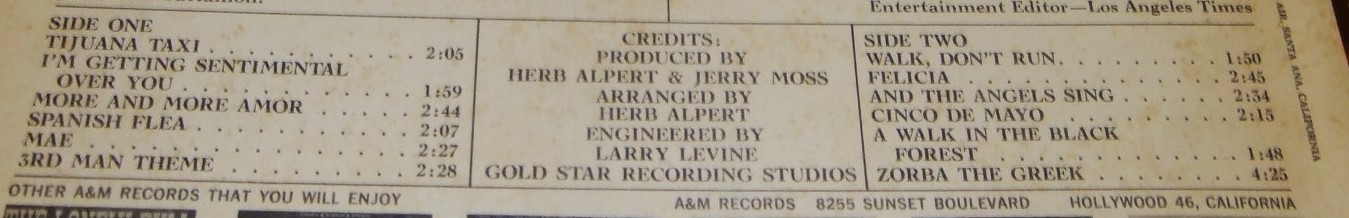 Entertainment Editor—Los Angeles Times
SIDE ONE
TIJUANA TAXI . . . . . . . . . . . 2:05
I'M GETTING SENTIMENTAL
OVER YOU . . . . . . . . . . . . 1:59
MORE AND MORE AMOR . . . . . . 2:44
SPANISH FLEA . . . . . . . . . . . 2:07
MAE . . . . . . . . . . . . . . . . 2:27
3RD MAN THEME . . . . . . . . . . 2:28
CREDITS:
PRODUCED BY
HERB ALPERT & JERRY MOSS
ARRANGED BY
HERB ALPERT
ENGINEERED BY
LARRY LEVINE
GOLD STAR RECORDING STUDIOS
SIDE TWO
WALK, DON'T RUN. . . . . . . . . 1:50
FELICIA . . . . . . . . . . . . . . 2:45
AND THE ANGELS SING . . . . . . 2:34
CINCO DE MAYO . . . . . . . . . 2:15
A WALK IN THE BLACK
FOREST . . . . . . . . . . . . . 1:48
ZORBA THE GREEK . . . . . . . . 4:25
AIR, SANTA ANA, CALIFORNIA
OTHER A&M RECORDS THAT YOU WILL ENJOY
A&M RECORDS 8255 SUNSET BOULEVARD HOLLYWOOD 46, CALIFORNIA